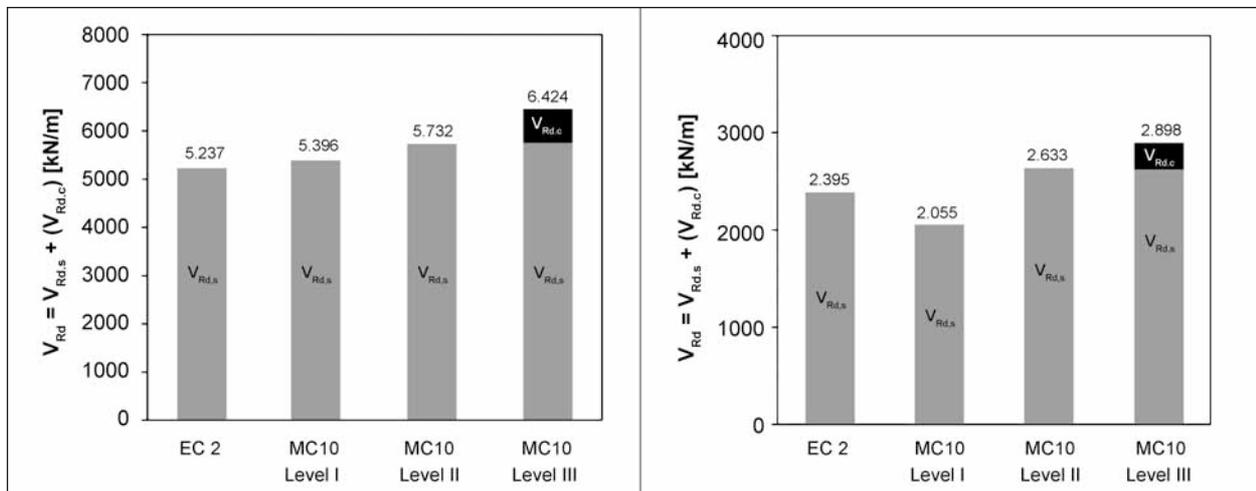 V_Rd = V_Rd.s + (V_Rd.c) [kN/m]
8000
7000
6000
5000
4000
3000
2000
1000
0
5.237
5.396
5.732
6.424
V_Rd.c
V_Rd,s
V_Rd,s
V_Rd,s
V_Rd,s
EC 2
MC10
Level I
MC10
Level II
MC10
Level III
V_Rd = V_Rd.s + (V_Rd.c) [kN/m]
4000
3000
2000
1000
0
2.395
2.055
2.633
2.898
V_Rd.c
V_Rd,s
V_Rd,s
V_Rd,s
V_Rd,s
EC 2
MC10
Level I
MC10
Level II
MC10
Level III